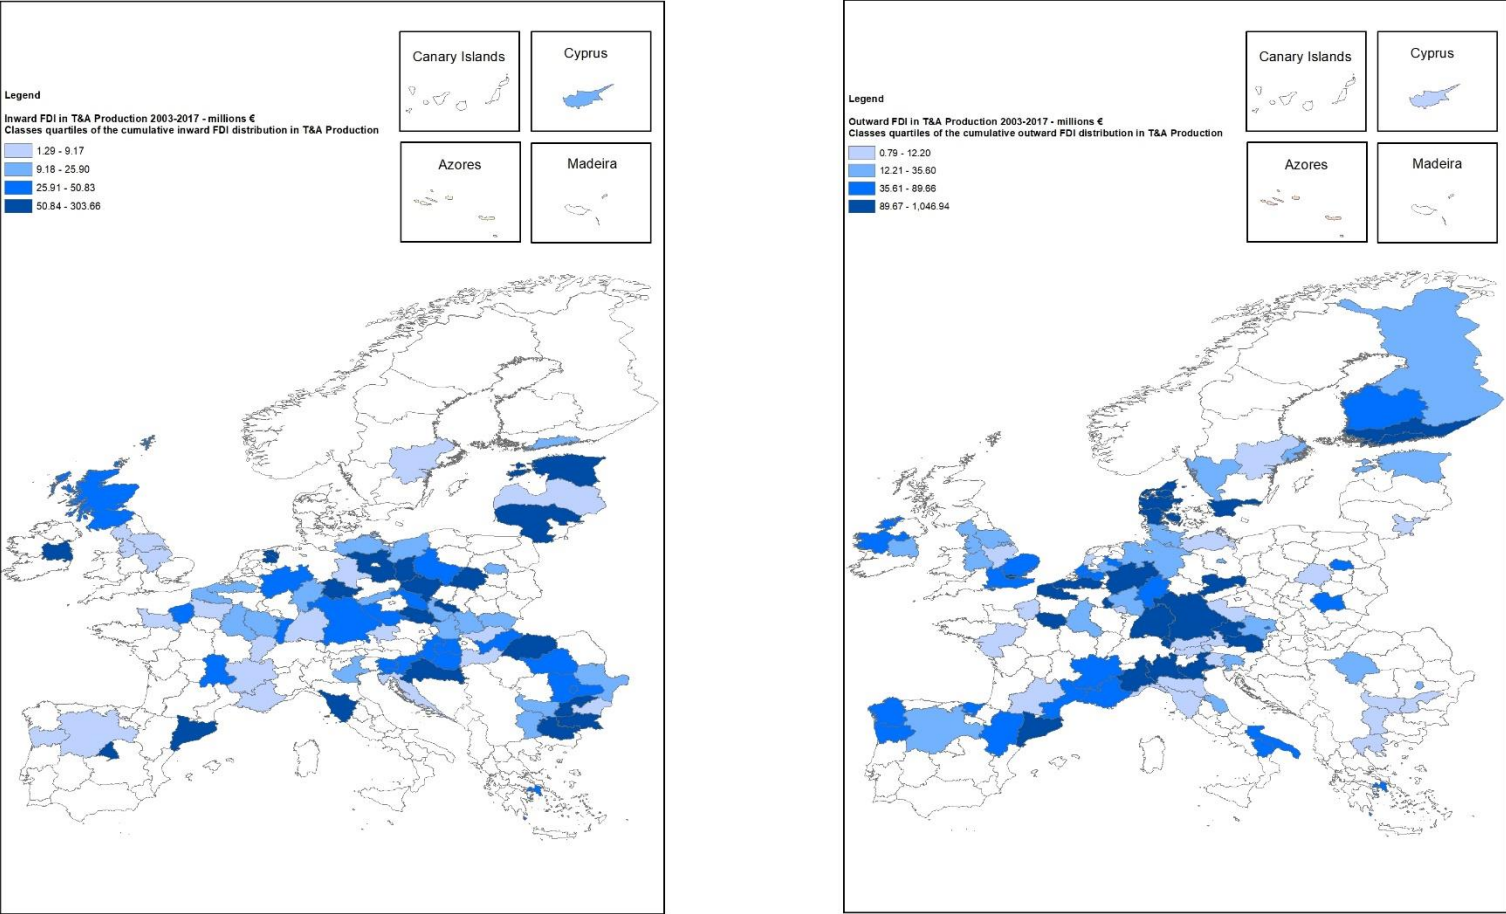 Canary Islands
Cyprus
Legend
Inward FDI in T&A Production 2003-2017 - millions €
Classes quartiles of the cumulative inward FDI distribution in T&A Production
1.29 - 9.17
9.18 - 25.90
25.91 - 50.83
50.84 - 303.66
Azores
Madeira
Canary Islands
Cyprus
Legend
Outward FDI in T&A Production 2003-2017 - millions €
Classes quartiles of the cumulative outward FDI distribution in T&A Production
0.79 - 12.20
12.21 - 35.60
35.61 - 89.66
89.67 - 1,046.94
Azores
Madeira